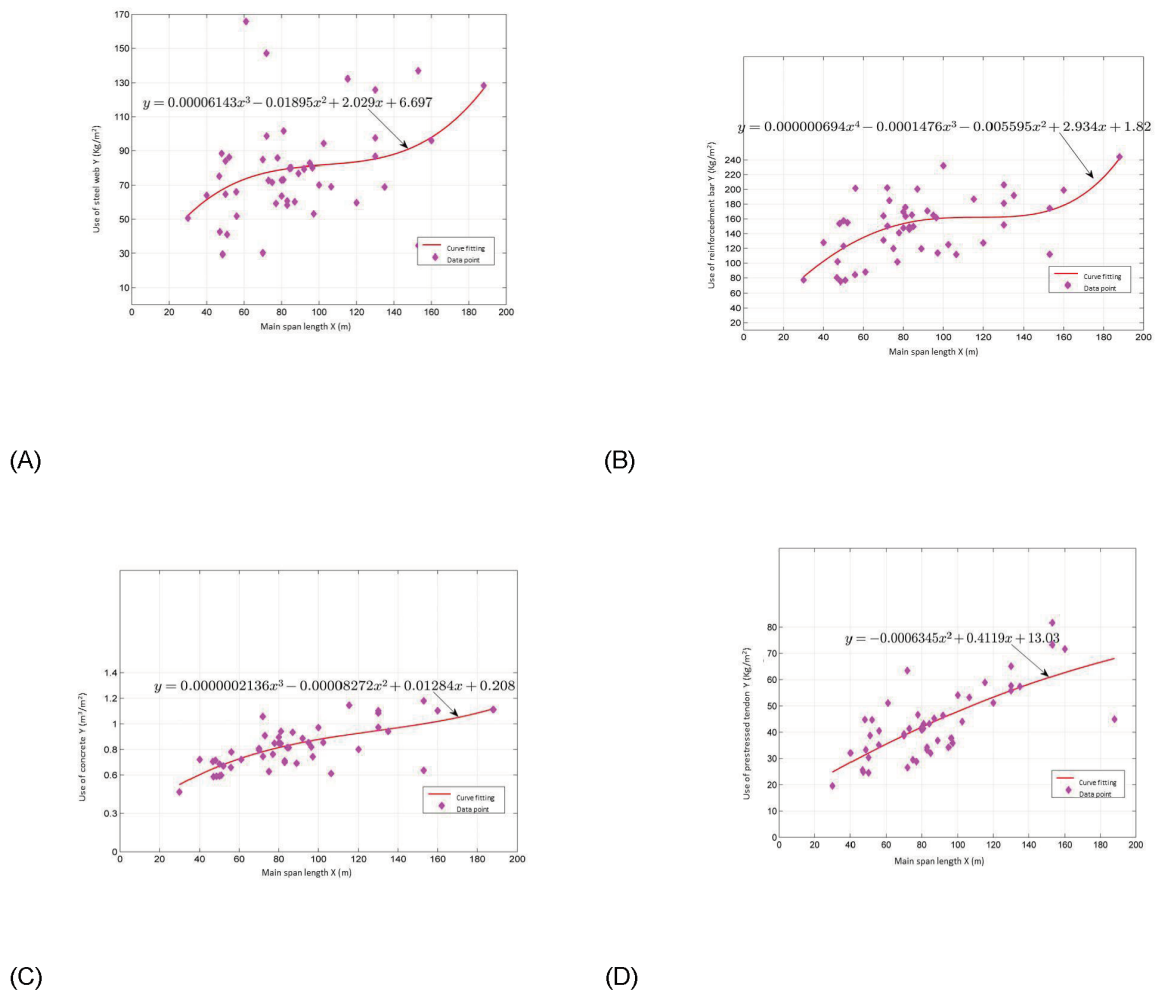 170
150
130
110
90
70
50
30
10
Use of steel web Y (Kg/m²)
y = 0.00006143x³ − 0.01895x² + 2.029x + 6.697
Curve fitting
Data point
0 20 40 60 80 100 120 140 160 180 200
Main span length X (m)
(A)
240
220
200
180
160
140
120
100
80
60
40
20
Use of reinforcedment bar Y (Kg/m²)
y = 0.000000694x⁴ − 0.0001476x³ − 0.005595x² + 2.934x + 1.82
Curve fitting
Data point
0 20 40 60 80 100 120 140 160 180 200
Main span length X (m)
(B)
1.4
1.2
1
0.8
0.6
0.3
0
Use of concrete Y (m³/m²)
y = 0.0000002136x³ − 0.00008272x² + 0.01284x + 0.208
Curve fitting
Data point
0 20 40 60 80 100 120 140 160 180 200
Main span length X (m)
(C)
80
70
60
50
40
30
20
10
0
Use of prestressed tendon Y (Kg/m²)
y = −0.0006345x² + 0.4119x + 13.03
Curve fitting
Data point
0 20 40 60 80 100 120 140 160 180 200
Main span length X (m)
(D)